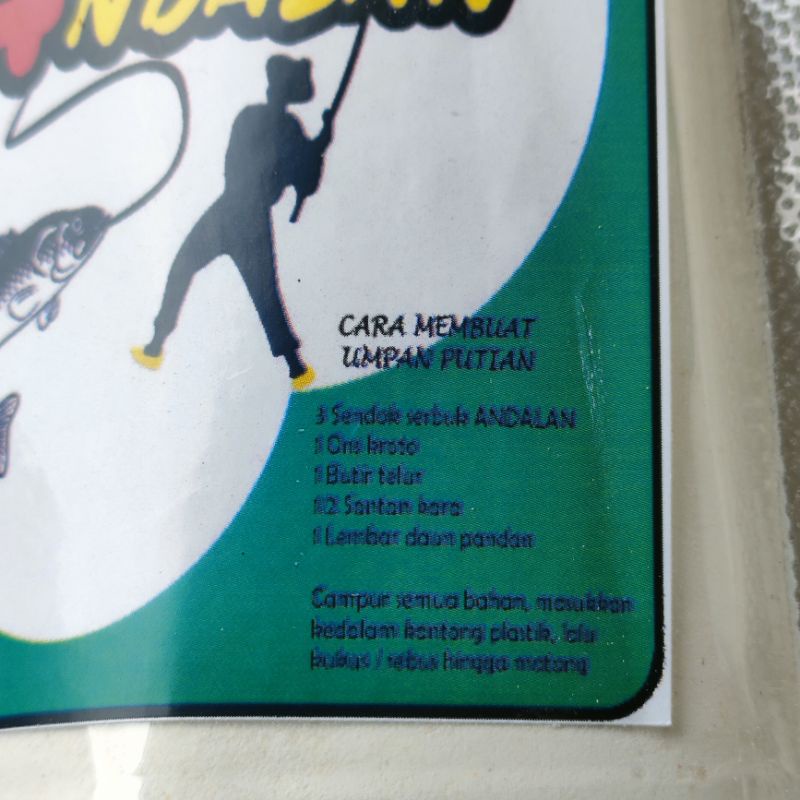 ANDALAN
CARA MEMBUAT
UMPAN PUTIAN
3 Sendok serbuk ANDALAN
1 Ons kroto
1 Butir telur
1/2 Santan kara
1 Lembar daun pandan
Campur semua bahan, masukkan
kedalam kantong plastik, lalu
kukus / rebus hingga matang